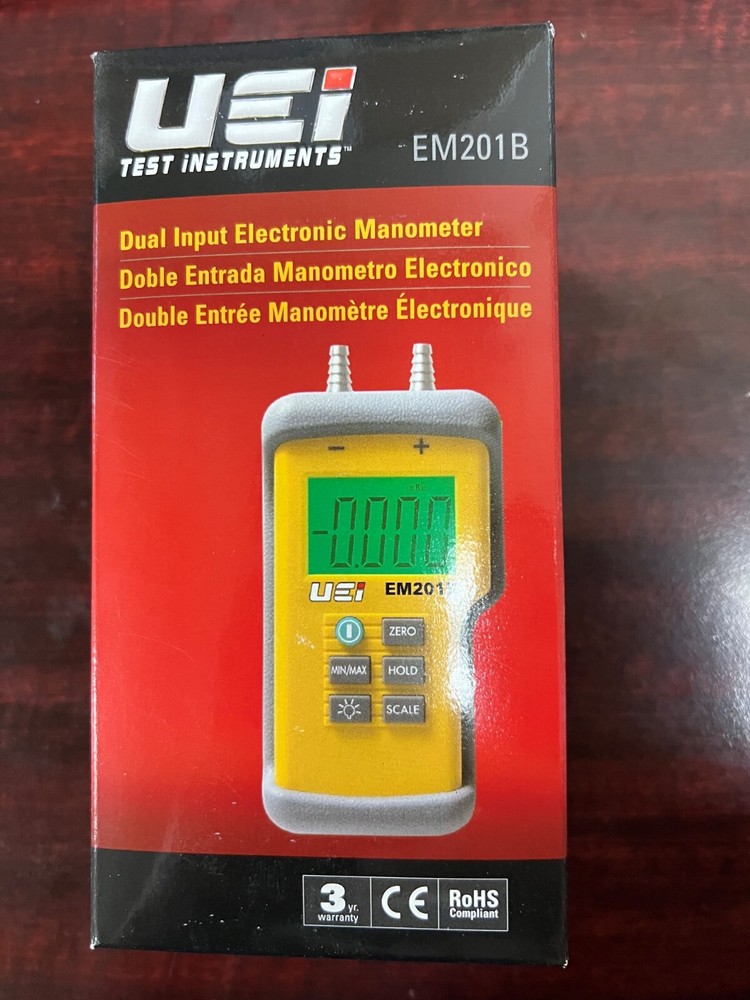 UEi
TEST iNSTRUMENTS™
EM201B
Dual Input Electronic Manometer
Doble Entrada Manometro Electronico
Double Entrée Manomètre Électronique
- +
-0.000
UEi EM201
ZERO
MIN/MAX HOLD
SCALE
3 yr.
warranty
CE
RoHS
Compliant